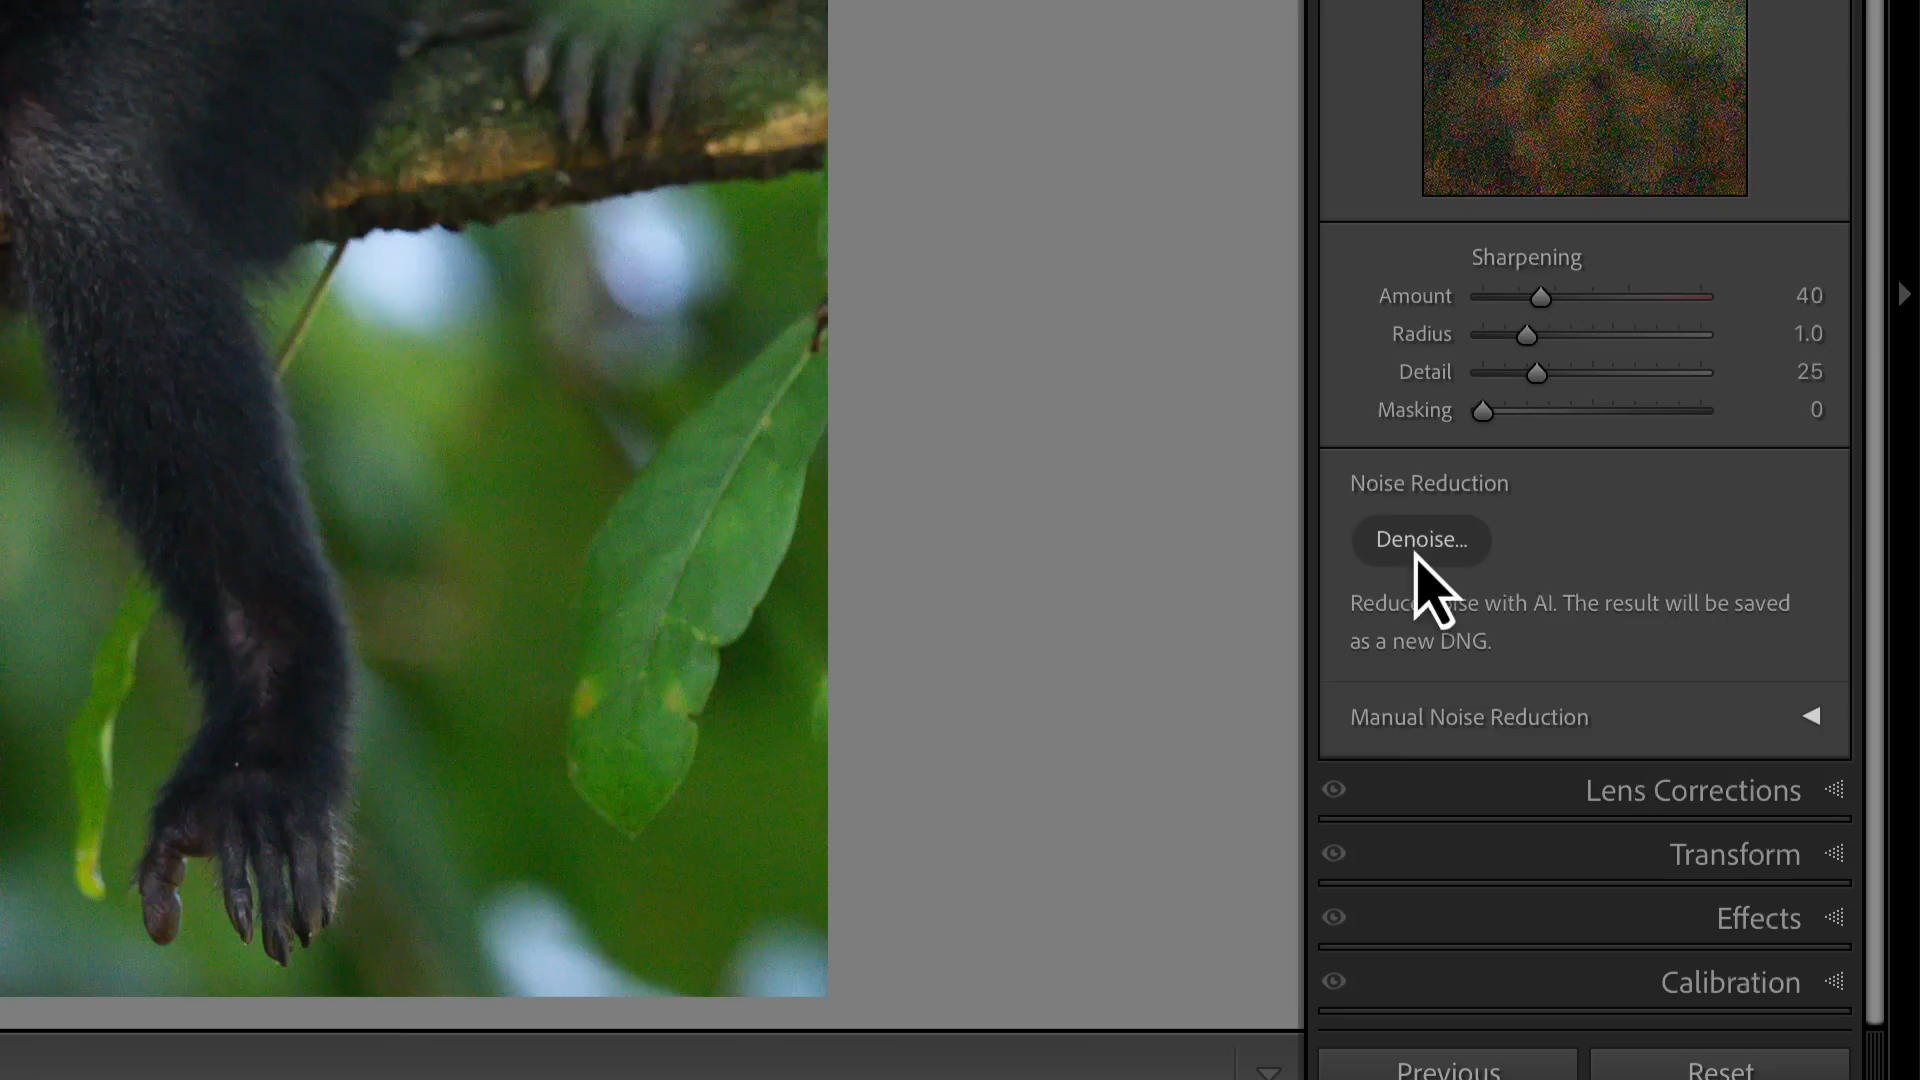 Sharpening
Amount 40
Radius 1.0
Detail 25
Masking 0
Noise Reduction
Denoise...
Reduc se with AI. The result will be saved
as a new DNG.
Manual Noise Reduction
Lens Corrections
Transform
Effects
Calibration
Previous Reset